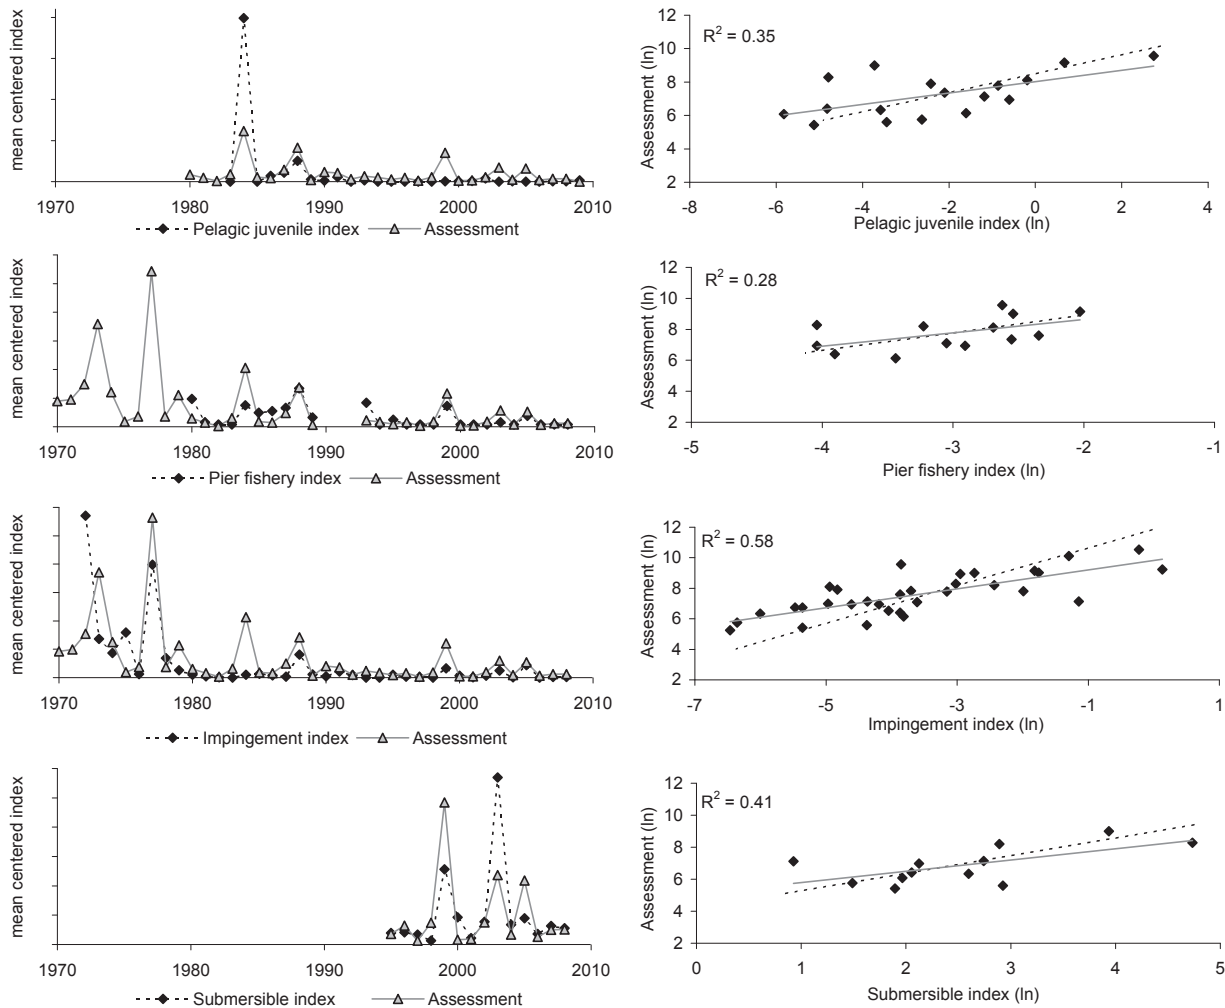 mean centered index
1970 1980 1990 2000 2010
Pelagic juvenile index Assessment
Assessment (ln)
12
10
8
6
4
2
R² = 0.35
-8 -6 -4 -2 0 2 4
Pelagic juvenile index (ln)
mean centered index
1970 1980 1990 2000 2010
Pier fishery index Assessment
Assessment (ln)
12
10
8
6
4
2
R² = 0.28
-5 -4 -3 -2 -1
Pier fishery index (ln)
mean centered index
1970 1980 1990 2000 2010
Impingement index Assessment
Assessment (ln)
12
10
8
6
4
2
R² = 0.58
-7 -5 -3 -1 1
Impingement index (ln)
mean centered index
1970 1980 1990 2000 2010
Submersible index Assessment
Assessment (ln)
12
10
8
6
4
2
R² = 0.41
0 1 2 3 4 5
Submersible index (ln)